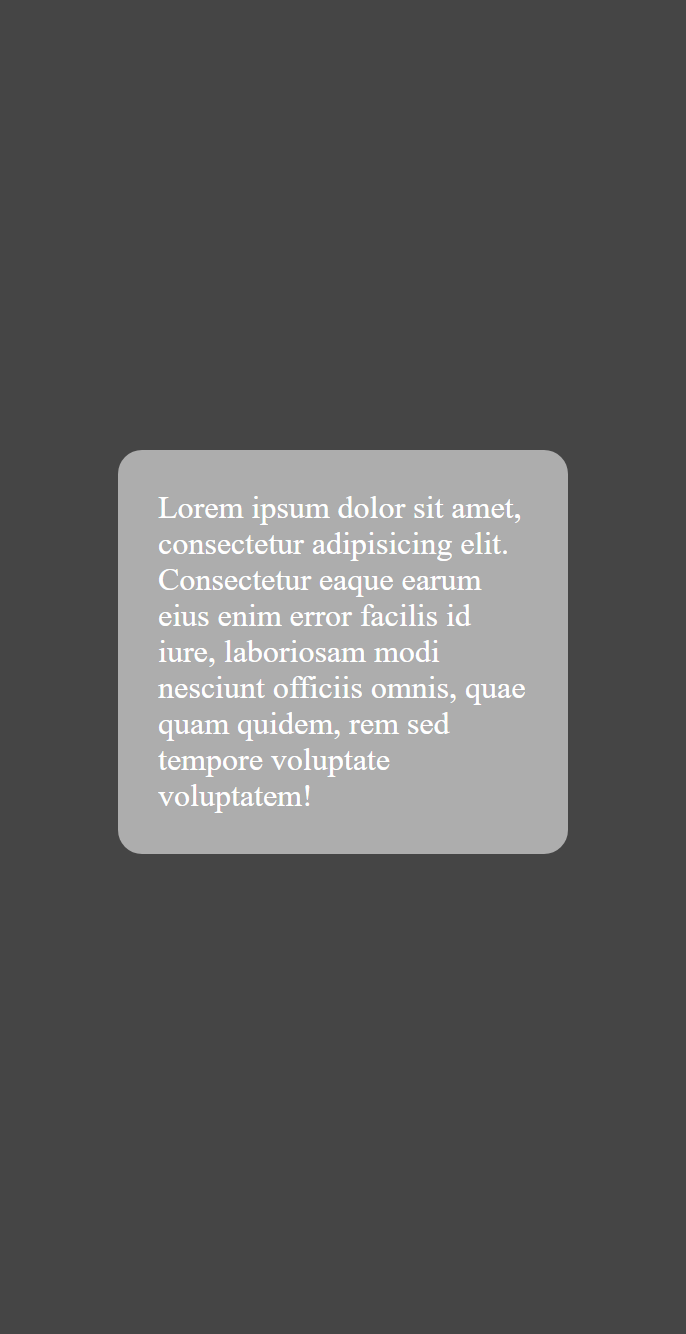 Lorem ipsum dolor sit amet,
consectetur adipisicing elit.
Consectetur eaque earum
eius enim error facilis id
iure, laboriosam modi
nesciunt officiis omnis, quae
quam quidem, rem sed
tempore voluptate
voluptatem!